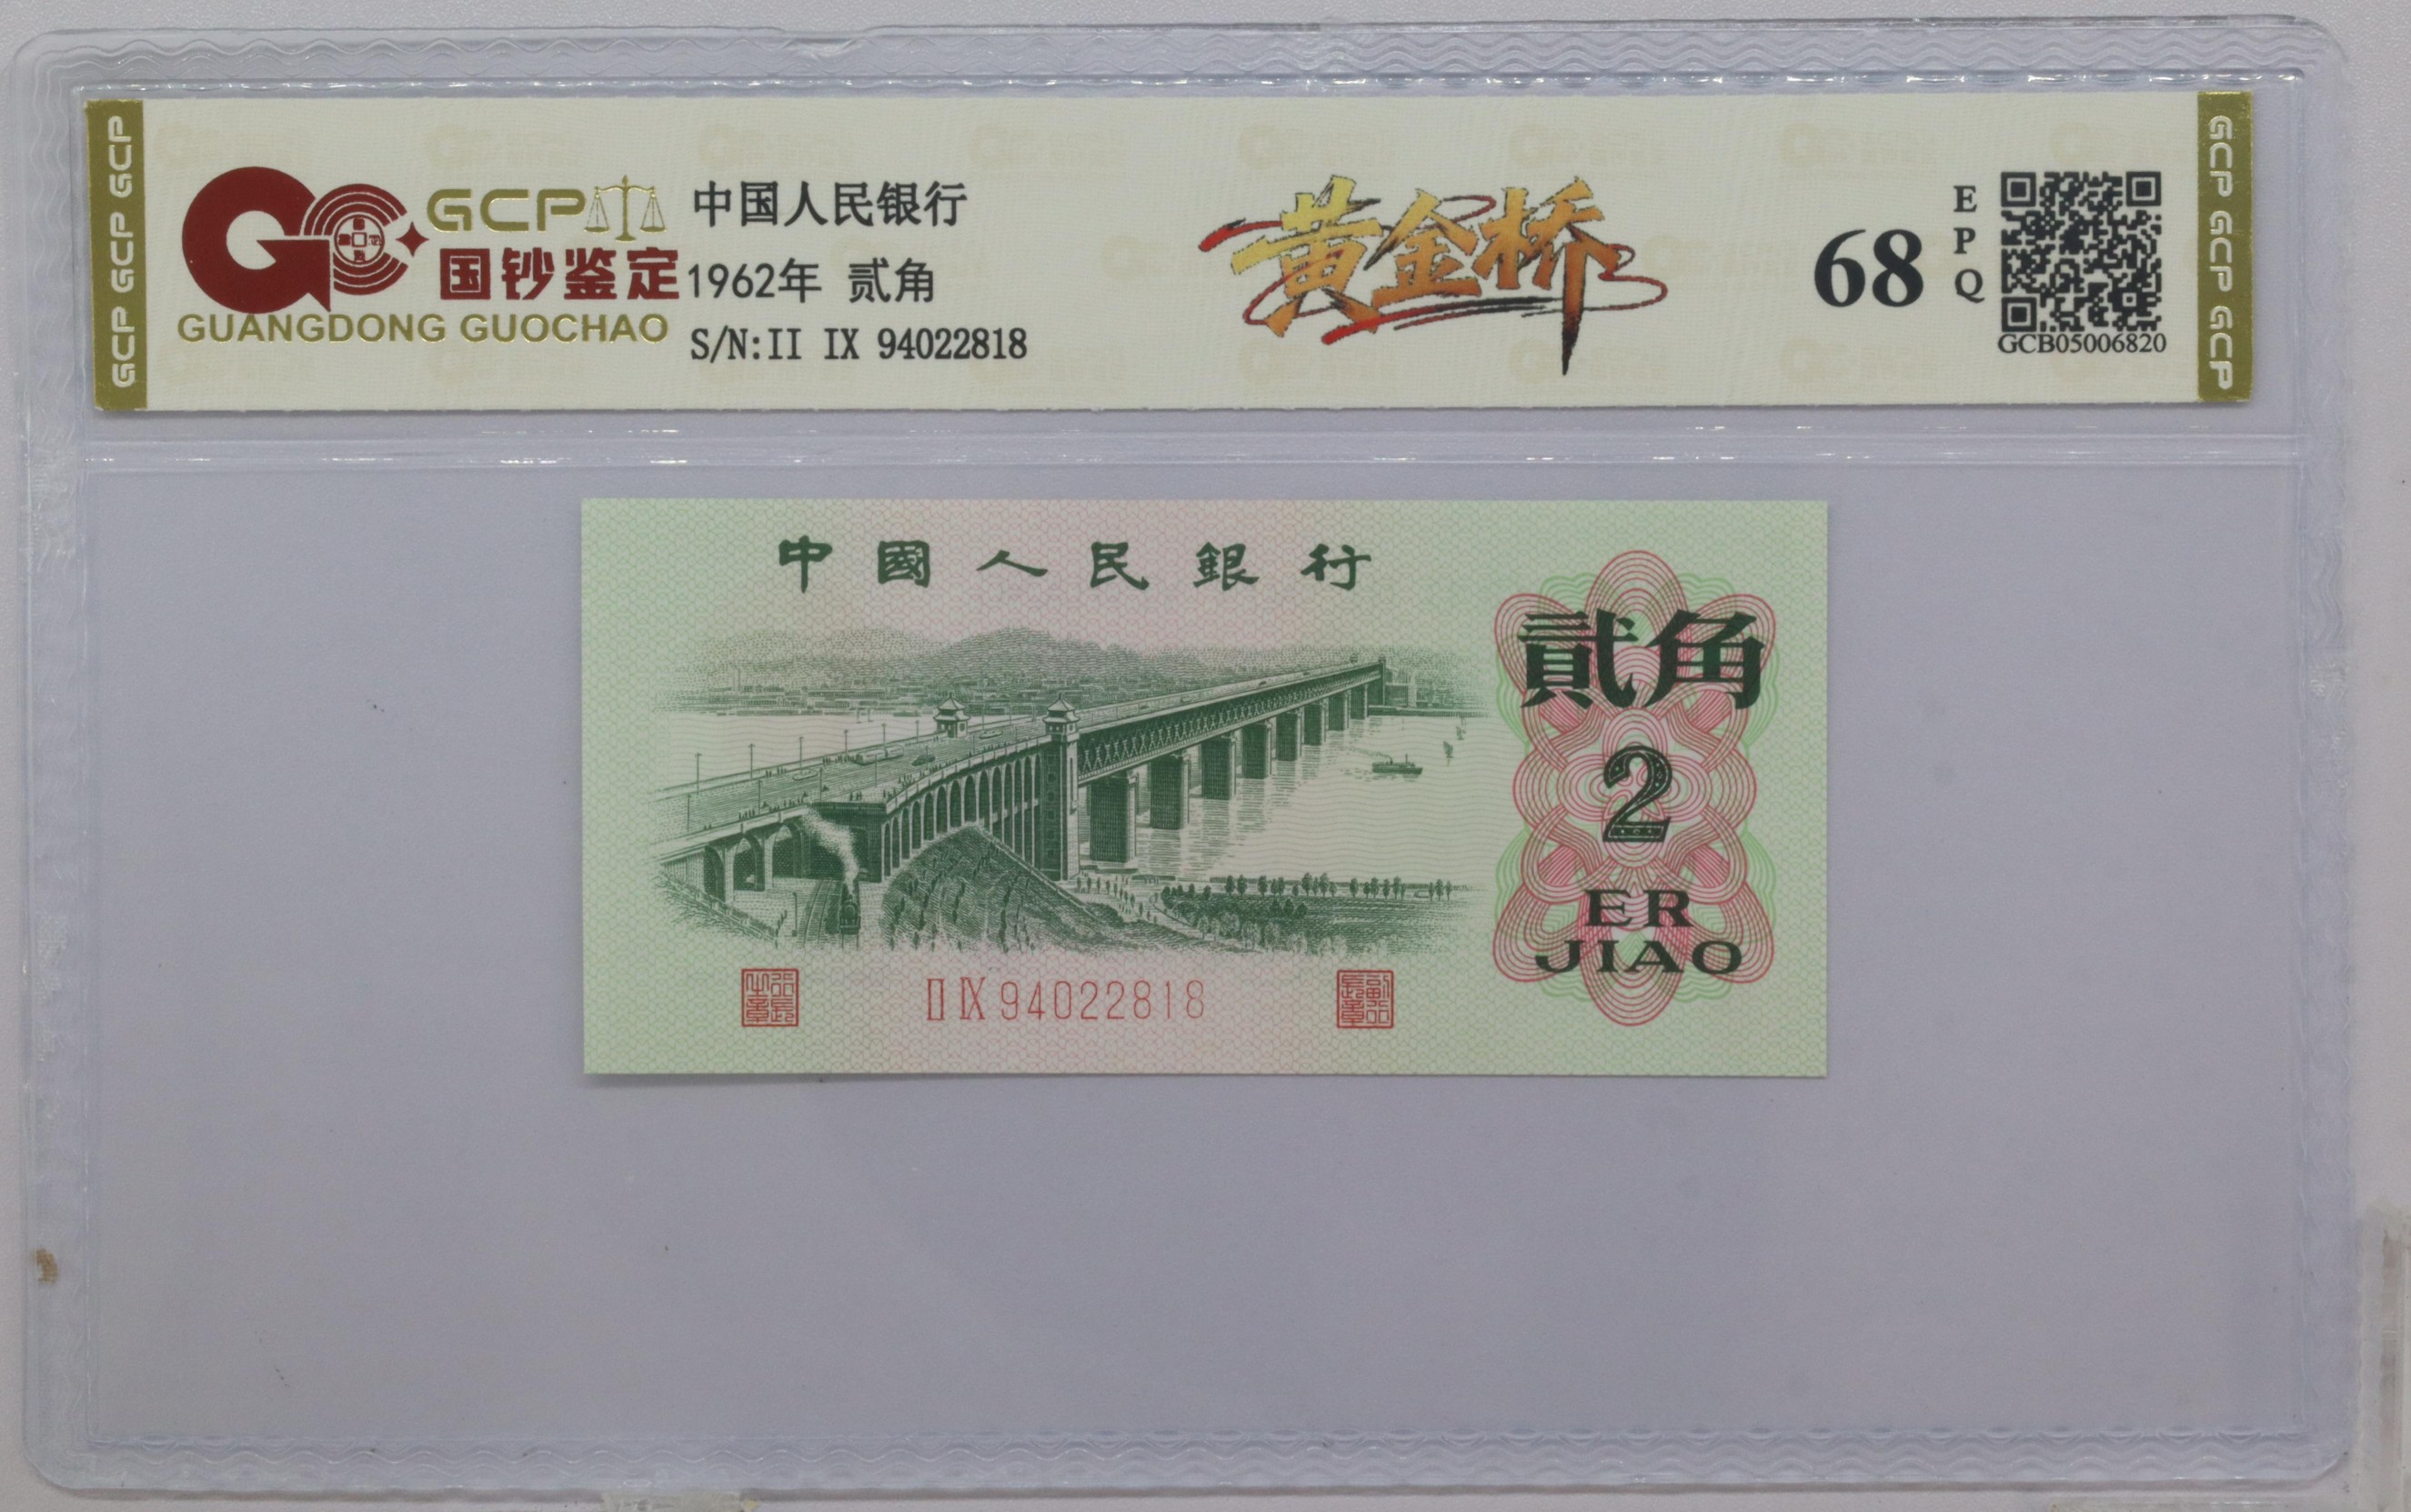 GCP GCP GCP
GCP
国钞鉴定
GUANGDONG GUOCHAO
中国人民银行
1962年 贰角
S/N:II IX 94022818
黄金桥
68
EPQ
GCB05006820
GCP GCP GCP
中國人民銀行
貳角
2
ER
JIAO
II IX 94022818